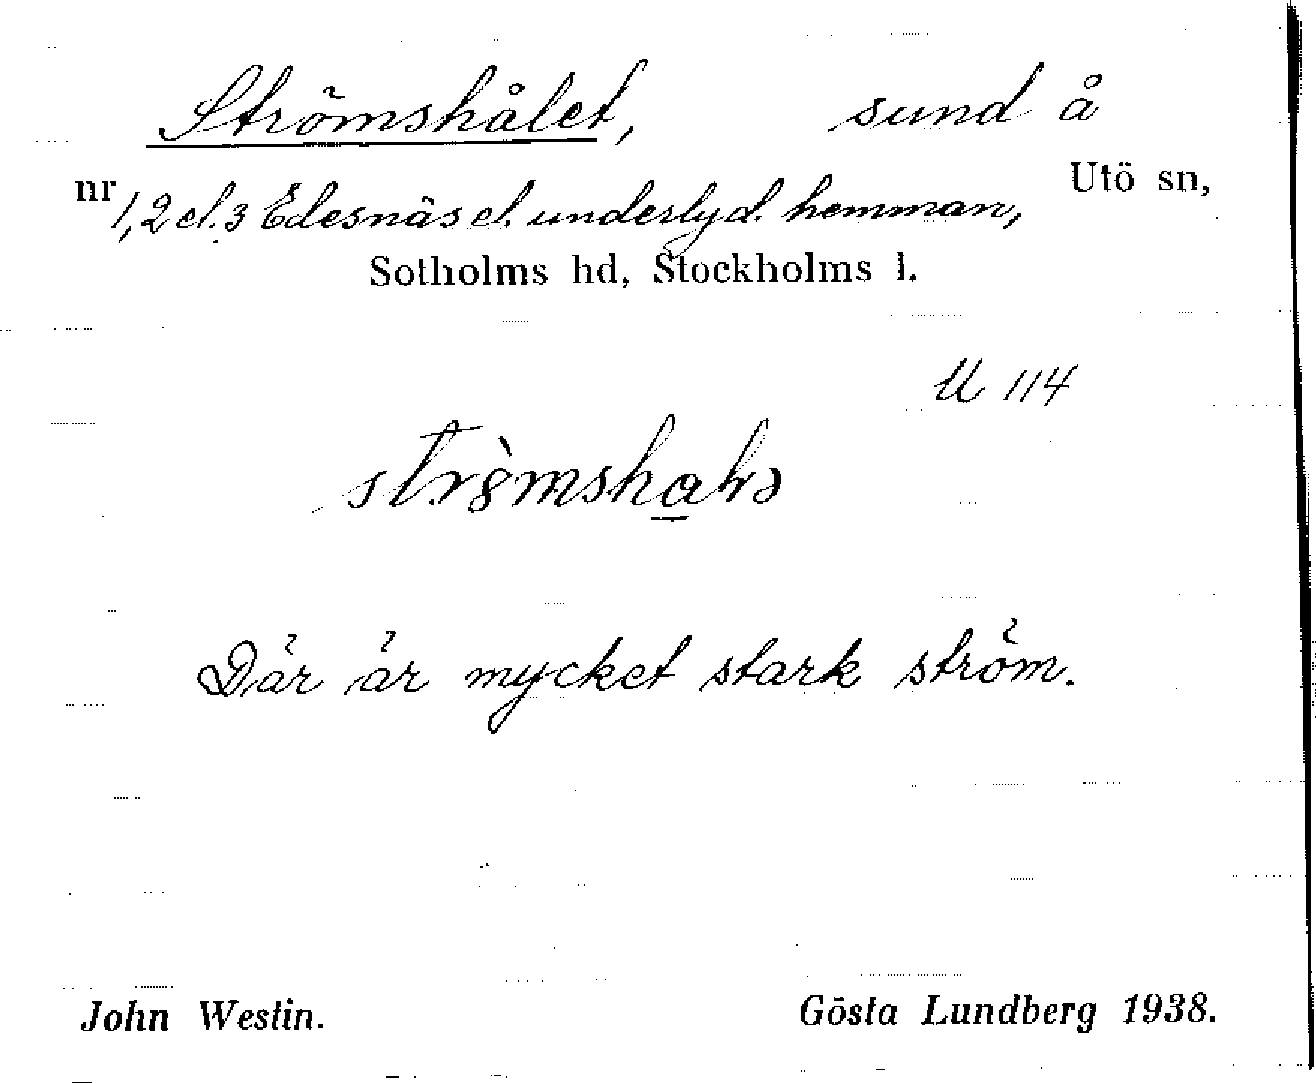 Strömshålet, sund å
nr 1, 2 el. 3 Edesnäs el. underlyd. hemman, Utö sn,
Sotholms hd, Stockholms l.
U 114
Där är mycket stark ström.
John Westin. Gösta Lundberg 1938.